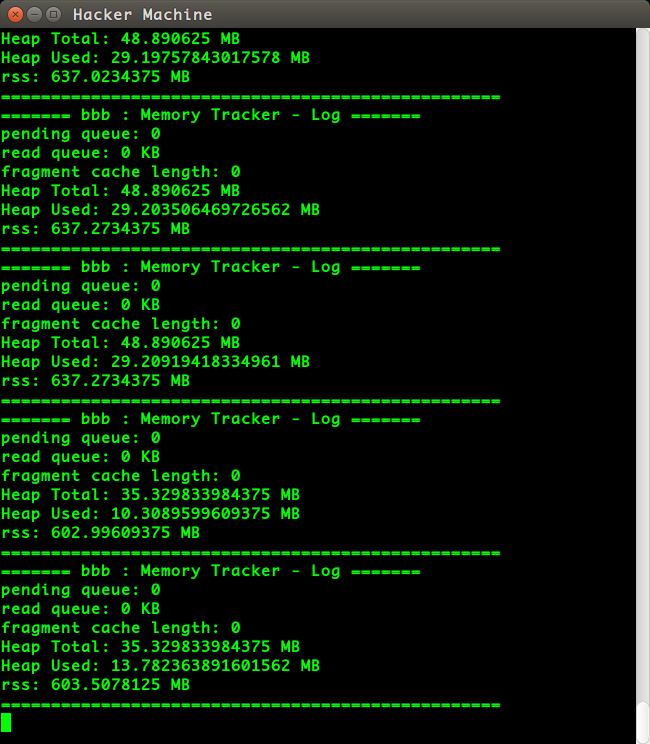 Hacker Machine
Heap Total: 48.890625 MB
Heap Used: 29.19757843017578 MB
rss: 637.0234375 MB
==================================================
======= bbb : Memory Tracker - Log =======
pending queue: 0
read queue: 0 KB
fragment cache length: 0
Heap Total: 48.890625 MB
Heap Used: 29.203506469726562 MB
rss: 637.2734375 MB
==================================================
======= bbb : Memory Tracker - Log =======
pending queue: 0
read queue: 0 KB
fragment cache length: 0
Heap Total: 48.890625 MB
Heap Used: 29.20919418334961 MB
rss: 637.2734375 MB
==================================================
======= bbb : Memory Tracker - Log =======
pending queue: 0
read queue: 0 KB
fragment cache length: 0
Heap Total: 35.329833984375 MB
Heap Used: 10.3089599609375 MB
rss: 602.99609375 MB
==================================================
======= bbb : Memory Tracker - Log =======
pending queue: 0
read queue: 0 KB
fragment cache length: 0
Heap Total: 35.329833984375 MB
Heap Used: 13.782363891601562 MB
rss: 603.5078125 MB
==================================================